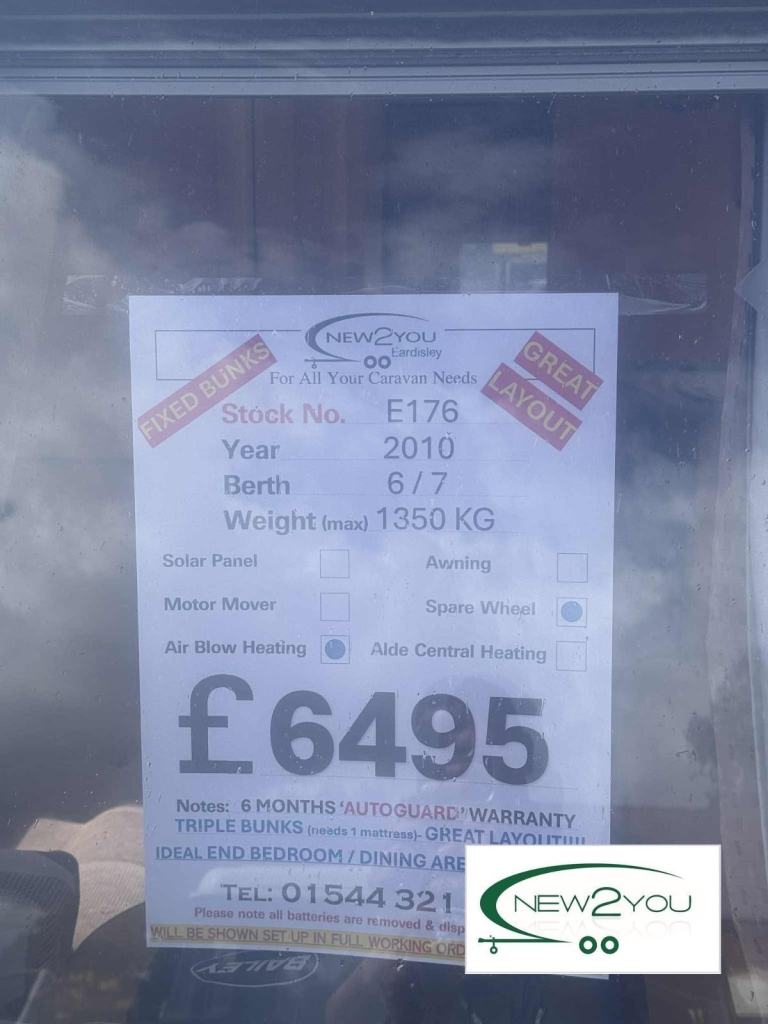 NEW2YOU
Eardisley
For All Your Caravan Needs
FIXED BUNKS
GREAT
LAYOUT
Stock No. E176
Year 2010
Berth 6 / 7
Weight (max) 1350 KG
Solar Panel Awning
Motor Mover Spare Wheel
Air Blow Heating Alde Central Heating
£6495
Notes: 6 MONTHS 'AUTOGUARD' WARRANTY
TRIPLE BUNKS (needs 1 mattress)- GREAT LAYOUT!!!!
IDEAL END BEDROOM / DINING
TEL: 01544 321
Please note all batteries are removed &
WILL BE SHOWN SET UP IN FULL WORKING
BAILEY
NEW2YOU